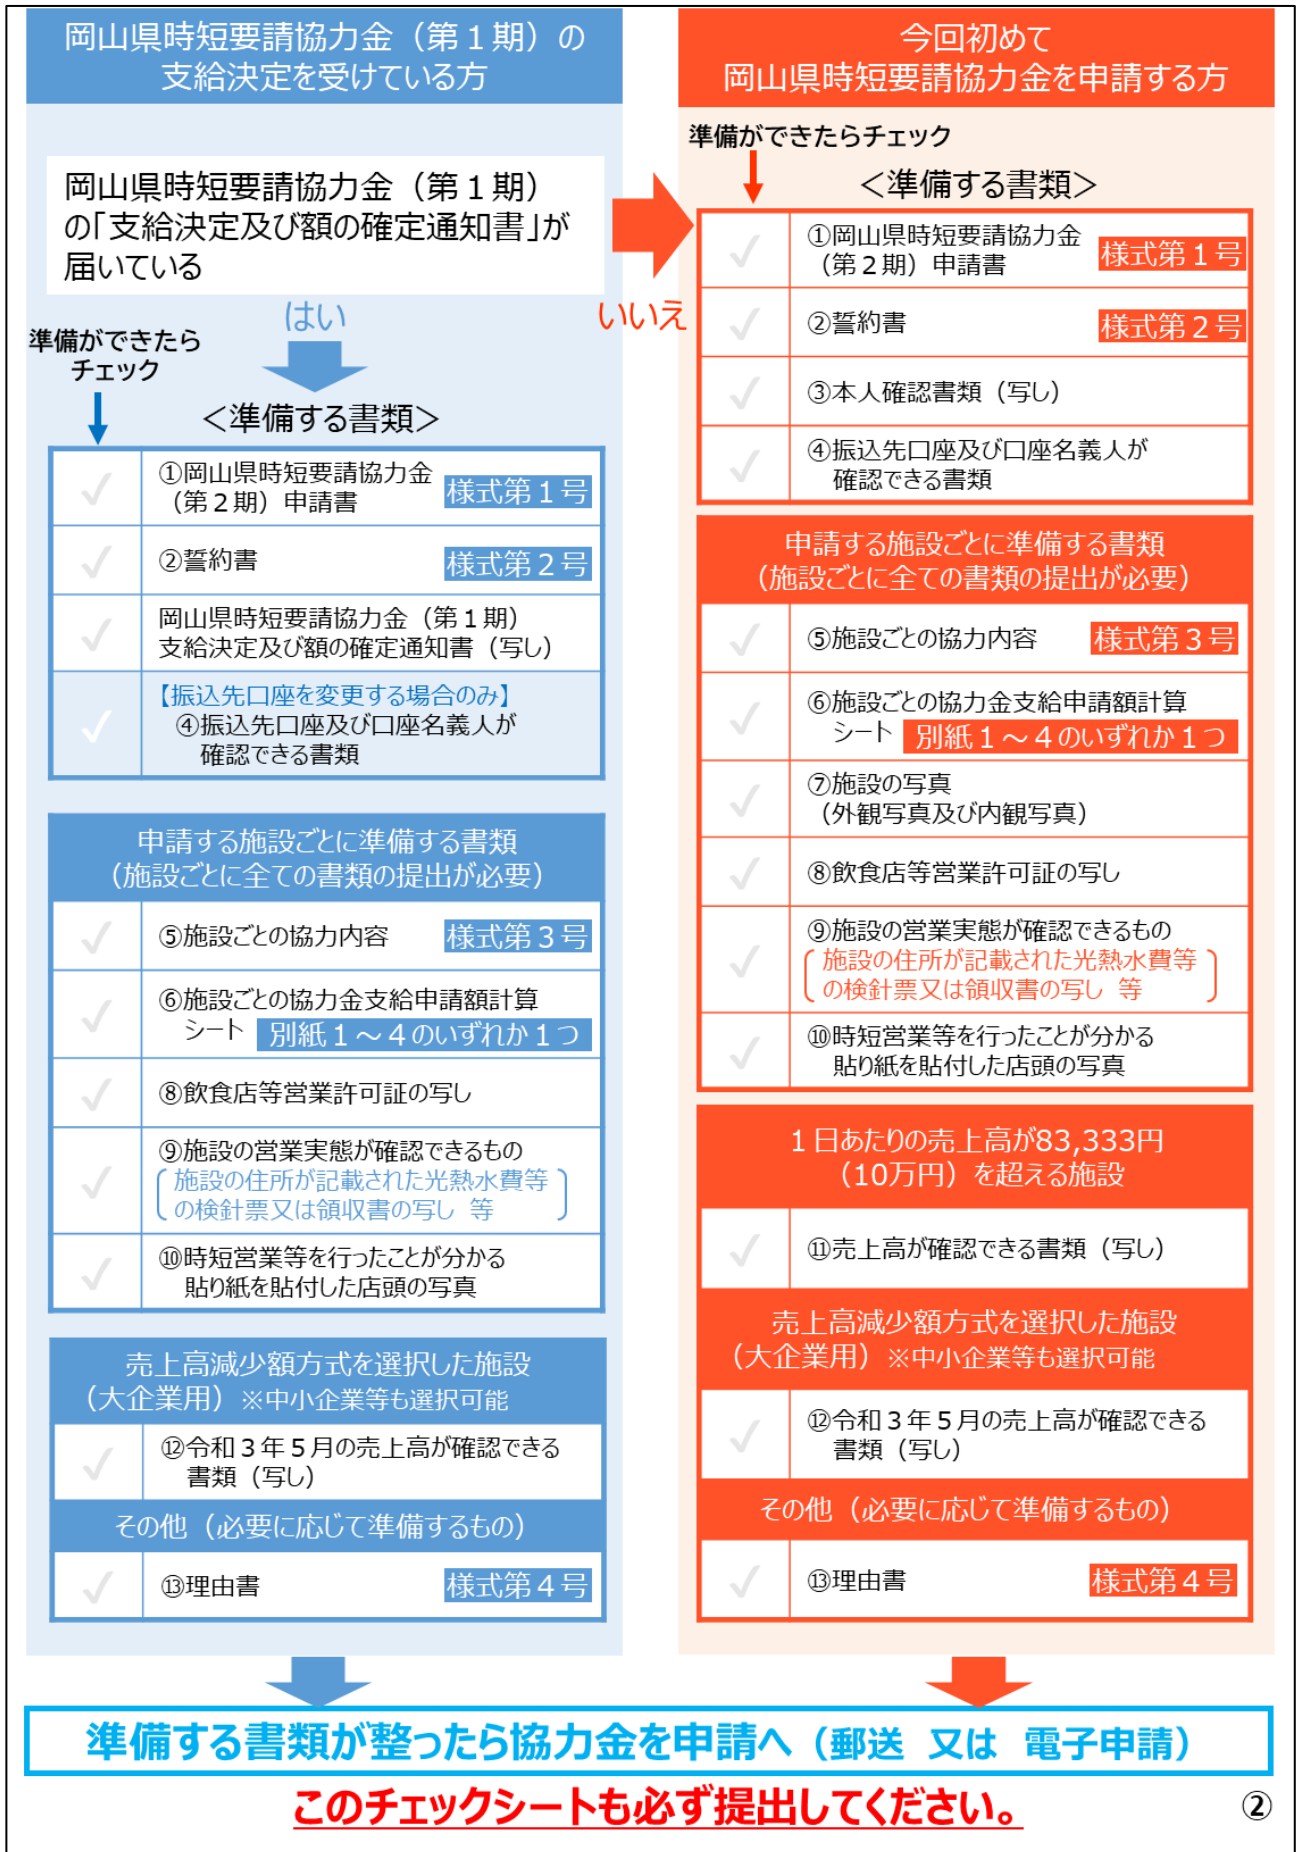 岡山県時短要請協力金（第１期）の
支給決定を受けている方
岡山県時短要請協力金（第１期）
の「支給決定及び額の確定通知書」が
届いている
はい
いいえ
準備ができたら
チェック
＜準備する書類＞
①岡山県時短要請協力金
（第２期）申請書
様式第１号
②誓約書
様式第２号
岡山県時短要請協力金（第１期）
支給決定及び額の確定通知書（写し）
【振込先口座を変更する場合のみ】
④振込先口座及び口座名義人が
確認できる書類
申請する施設ごとに準備する書類
（施設ごとに全ての書類の提出が必要）
⑤施設ごとの協力内容
様式第３号
⑥施設ごとの協力金支給申請額計算
シート 別紙１～４のいずれか１つ
⑧飲食店等営業許可証の写し
⑨施設の営業実態が確認できるもの
（施設の住所が記載された光熱水費等
の検針票又は領収書の写し 等）
⑩時短営業等を行ったことが分かる
貼り紙を貼付した店頭の写真
売上高減少額方式を選択した施設
（大企業用）※中小企業等も選択可能
⑫令和３年５月の売上高が確認できる
書類（写し）
その他（必要に応じて準備するもの）
⑬理由書
様式第４号
今回初めて
岡山県時短要請協力金を申請する方
準備ができたらチェック
＜準備する書類＞
①岡山県時短要請協力金
（第２期）申請書
様式第１号
②誓約書
様式第２号
③本人確認書類（写し）
④振込先口座及び口座名義人が
確認できる書類
申請する施設ごとに準備する書類
（施設ごとに全ての書類の提出が必要）
⑤施設ごとの協力内容
様式第３号
⑥施設ごとの協力金支給申請額計算
シート 別紙１～４のいずれか１つ
⑦施設の写真
（外観写真及び内観写真）
⑧飲食店等営業許可証の写し
⑨施設の営業実態が確認できるもの
（施設の住所が記載された光熱水費等
の検針票又は領収書の写し 等）
⑩時短営業等を行ったことが分かる
貼り紙を貼付した店頭の写真
１日あたりの売上高が83,333円
（10万円）を超える施設
⑪売上高が確認できる書類（写し）
売上高減少額方式を選択した施設
（大企業用）※中小企業等も選択可能
⑫令和３年５月の売上高が確認できる
書類（写し）
その他（必要に応じて準備するもの）
⑬理由書
様式第４号
準備する書類が整ったら協力金を申請へ（郵送 又は 電子申請）
このチェックシートも必ず提出してください。
②